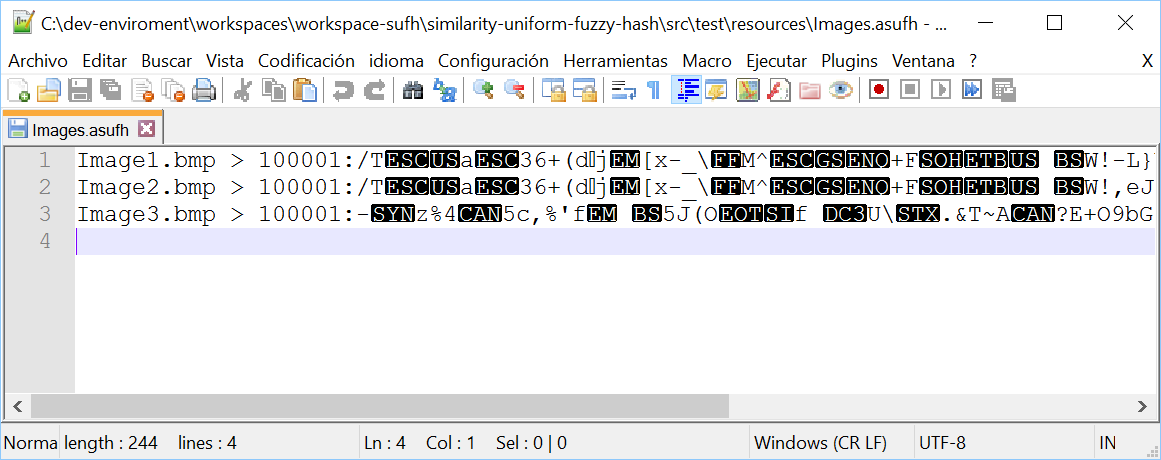 C:\dev-enviroment\workspaces\workspace-sufh\similarity-uniform-fuzzy-hash\src\test\resources\Images.asufh - ...
Archivo Editar Buscar Vista Codificación idioma Configuración Herramientas Macro Ejecutar Plugins Ventana ? X
Images.asufh
1 Image1.bmp > 100001:/TESCUSaESC36+(d▯jEM[x-_\FFM^ESCGSENQ+FSOHETBUS BSW!-L}
2 Image2.bmp > 100001:/TESCUSaESC36+(d▯jEM[x-_\FFM^ESCGSENQ+FSOHETBUS BSW!,eJ
3 Image3.bmp > 100001:-SYNz%4CAN5c,%'fEM BS5J(OEOTSIf DC3U\STX.&T~ACAN?E+O9bG
4
Norma length : 244 lines : 4 Ln : 4 Col : 1 Sel : 0 | 0 Windows (CR LF) UTF-8 IN